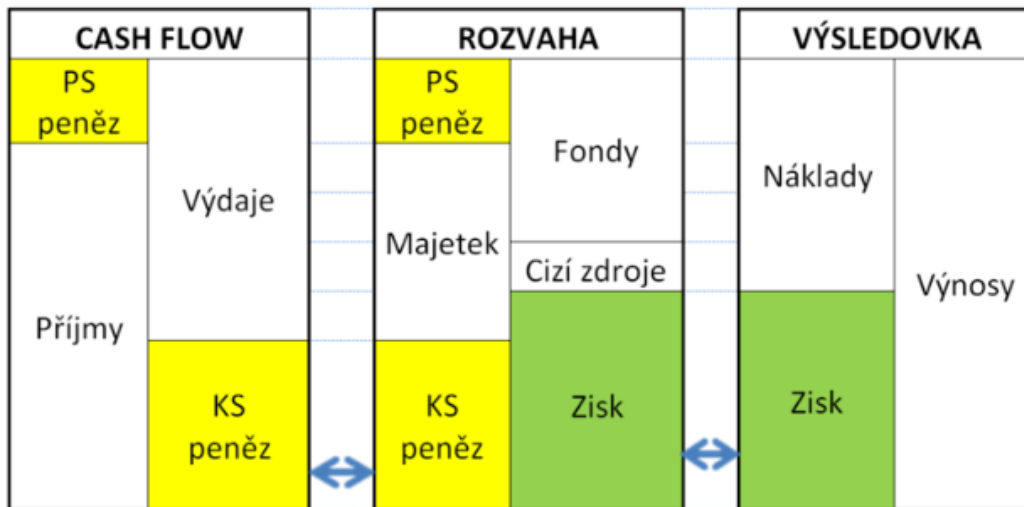 CASH FLOW
PS
peněz
Výdaje
Příjmy
KS
peněz
ROZVAHA
PS
peněz
Fondy
Majetek
Cizí zdroje
KS
peněz
Zisk
VÝSLEDOVKA
Náklady
Výnosy
Zisk